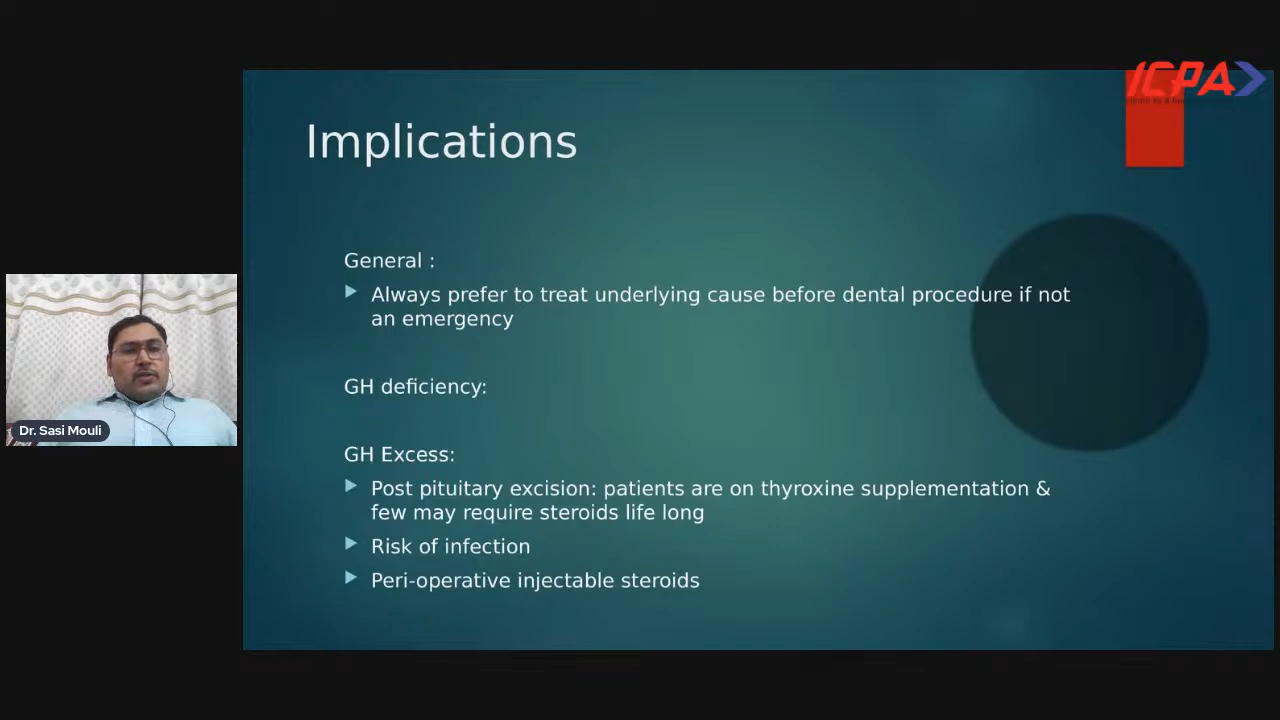 ICPA
Implications
General :
Always prefer to treat underlying cause before dental procedure if not
an emergency
GH deficiency:
GH Excess:
Post pituitary excision: patients are on thyroxine supplementation &
few may require steroids life long
Risk of infection
Peri-operative injectable steroids
Dr. Sasi Mouli